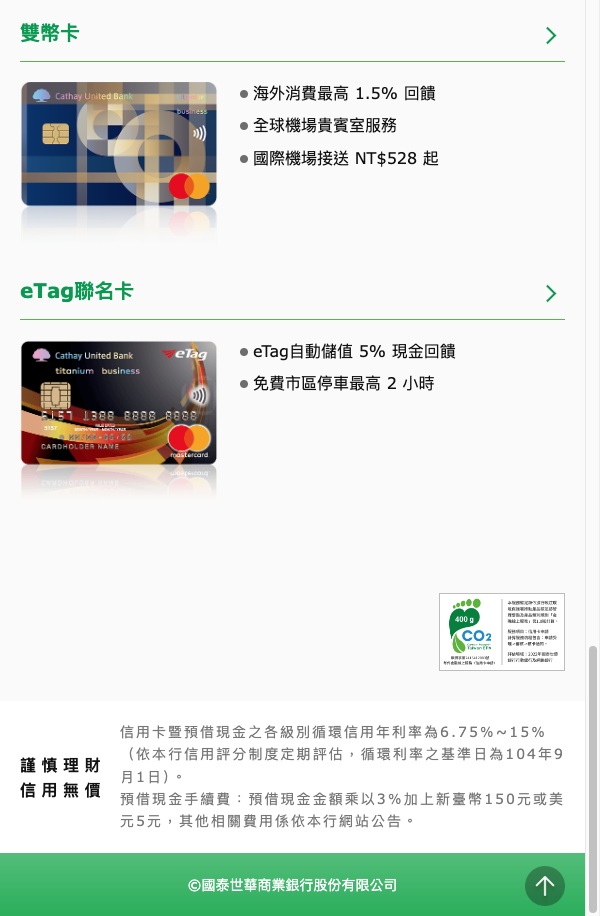 雙幣卡
Cathay United Bank
business
海外消費最高 1.5% 回饋
全球機場貴賓室服務
國際機場接送 NT$528 起
eTag聯名卡
Cathay United Bank
eTag
titanium business
5157
CARDHOLDER NAME
mastercard
eTag自動儲值 5% 現金回饋
免費市區停車最高 2 小時
400 g
CO2
Taiwan EPA
謹慎理財
信用無價
信用卡暨預借現金之各級別循環信用年利率為6.75%~15%
（依本行信用評分制度定期評估，循環利率之基準日為104年9
月1日）。
預借現金手續費：預借現金金額乘以3%加上新臺幣150元或美
元5元，其他相關費用係依本行網站公告。
©國泰世華商業銀行股份有限公司